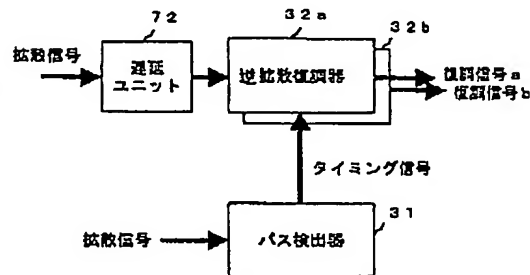 72
32a
32b
拡散信号
遅延
ユニット
逆拡散復調器
復調信号a
復調信号b
タイミング信号
拡散信号
パス検出器
31